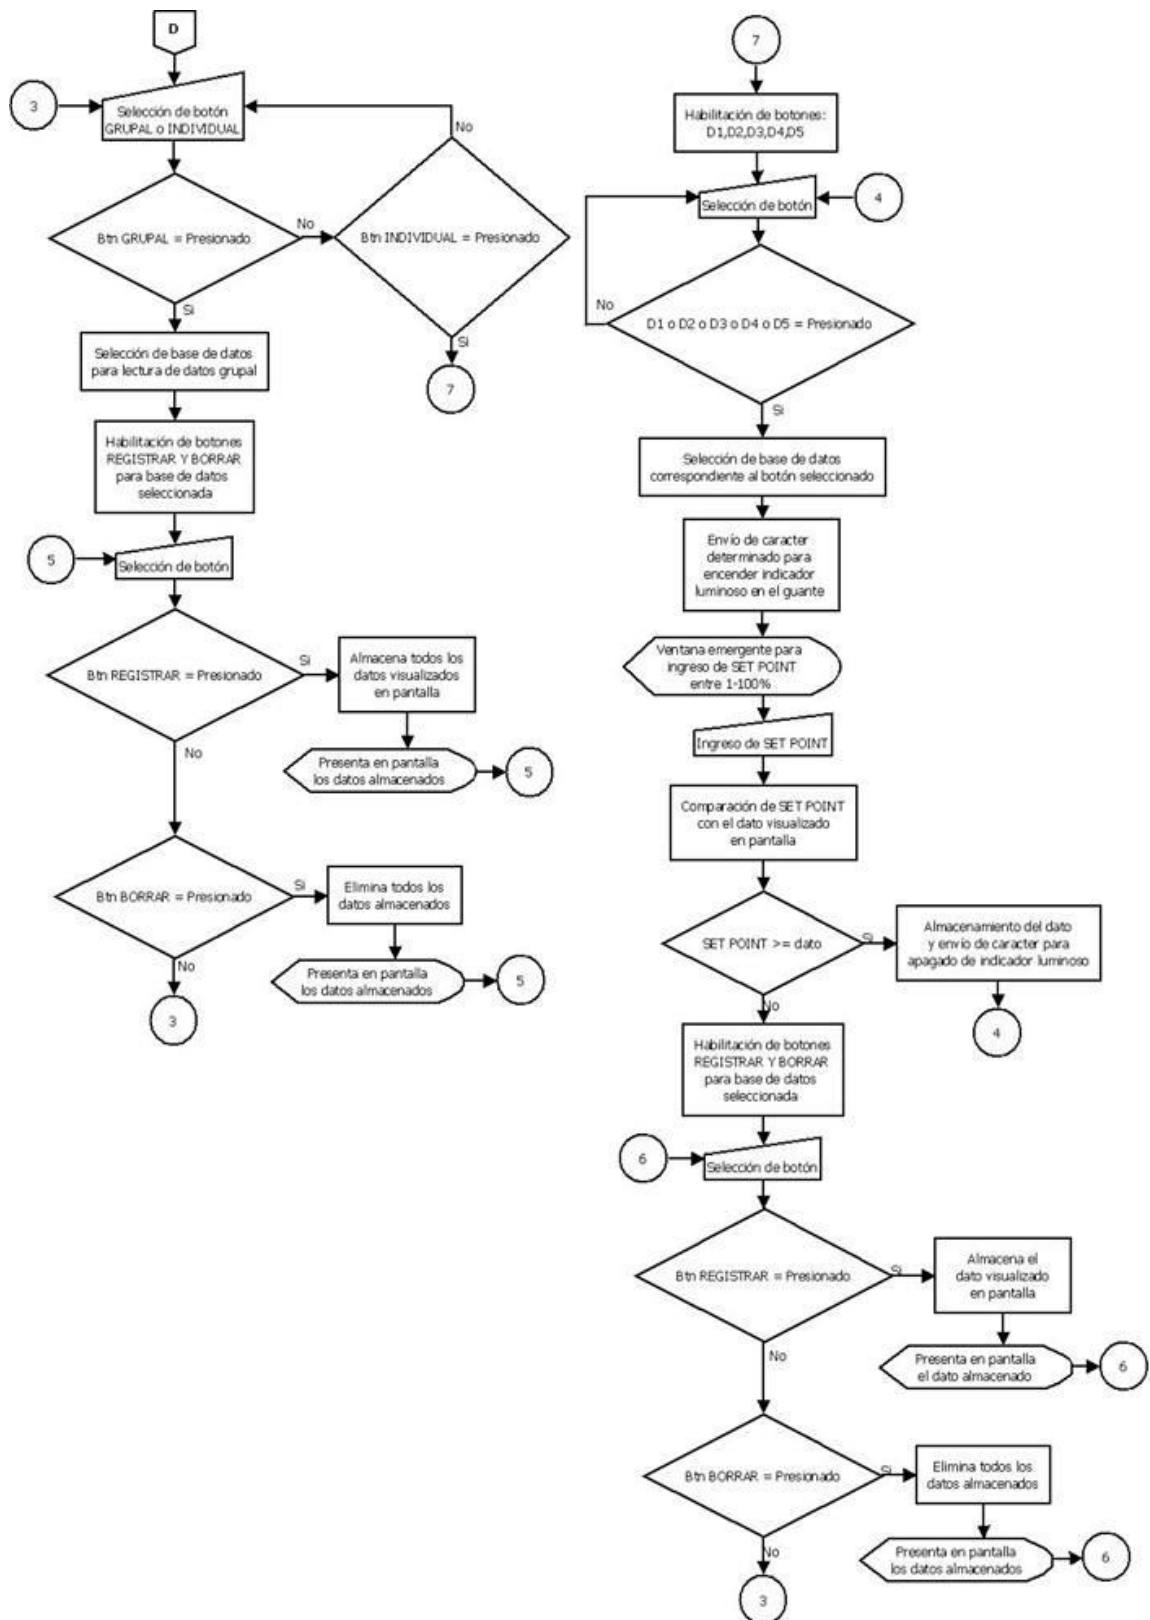 D
3
Selección de botón
GRUPAL o INDIVIDUAL
No
Btn GRUPAL = Presionado
No
Btn INDIVIDUAL = Presionado
Si
Si
7
Selección de base de datos
para lectura de datos grupal
Habilitación de botones
REGISTRAR Y BORRAR
para base de datos
seleccionada
5
Selección de botón
Btn REGISTRAR = Presionado
Si
Almacena todos los
datos visualizados
en pantalla
Presenta en pantalla
los datos almacenados
5
No
Btn BORRAR = Presionado
Si
Elimina todos los
datos almacenados
Presenta en pantalla
los datos almacenados
5
No
3
7
Habilitación de botones:
D1,D2,D3,D4,D5
Selección de botón
4
No
D1 o D2 o D3 o D4 o D5 = Presionado
Si
Selección de base de datos
correspondiente al botón seleccionado
Envío de caracter
determinado para
encender indicador
luminoso en el guante
Ventana emergente para
ingreso de SET POINT
entre 1-100%
Ingreso de SET POINT
Comparación de SET POINT
con el dato visualizado
en pantalla
SET POINT >= dato
Si
Almacenamiento del dato
y envío de caracter para
apagado de indicador luminoso
4
No
Habilitación de botones
REGISTRAR Y BORRAR
para base de datos
seleccionada
6
Selección de botón
Btn REGISTRAR = Presionado
Si
Almacena el
dato visualizado
en pantalla
Presenta en pantalla
el dato almacenado
6
No
Btn BORRAR = Presionado
Si
Elimina todos los
datos almacenados
Presenta en pantalla
los datos almacenados
6
No
3